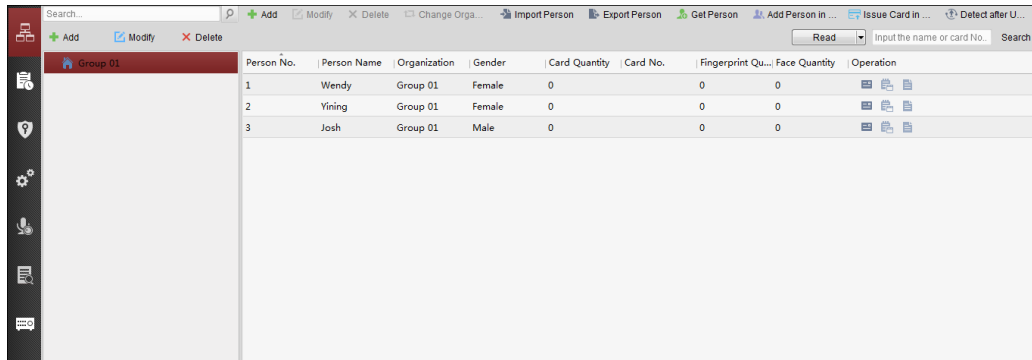 Search... Add Modify Delete Change Orga... Import Person Export Person Get Person Add Person in ... Issue Card in ... Detect after U...
Add Modify Delete Read Input the name or card No.. Search
Group 01 Person No. Person Name Organization Gender Card Quantity Card No. Fingerprint Qu... Face Quantity Operation
1 Wendy Group 01 Female 0 0 0
2 Yining Group 01 Female 0 0 0
3 Josh Group 01 Male 0 0 0